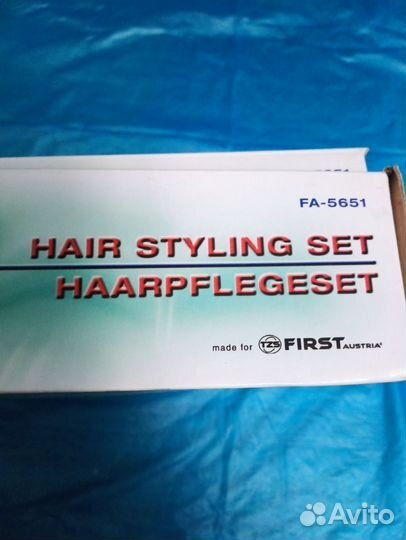 FA-5651
HAIR STYLING SET
HAARPFLEGESET
made for TZS FIRST AUSTRIA
Avito